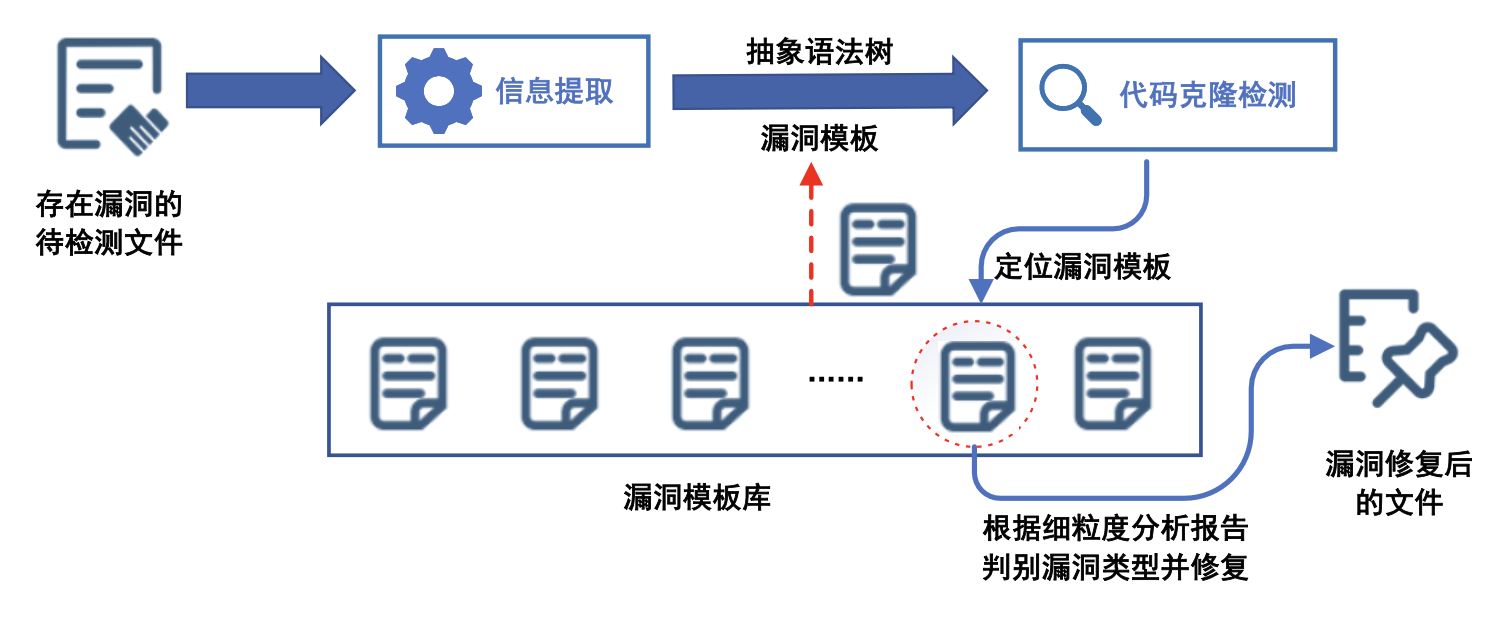 存在漏洞的
待检测文件
信息提取
抽象语法树
漏洞模板
代码克隆检测
定位漏洞模板
······
漏洞模板库
根据细粒度分析报告
判别漏洞类型并修复
漏洞修复后
的文件